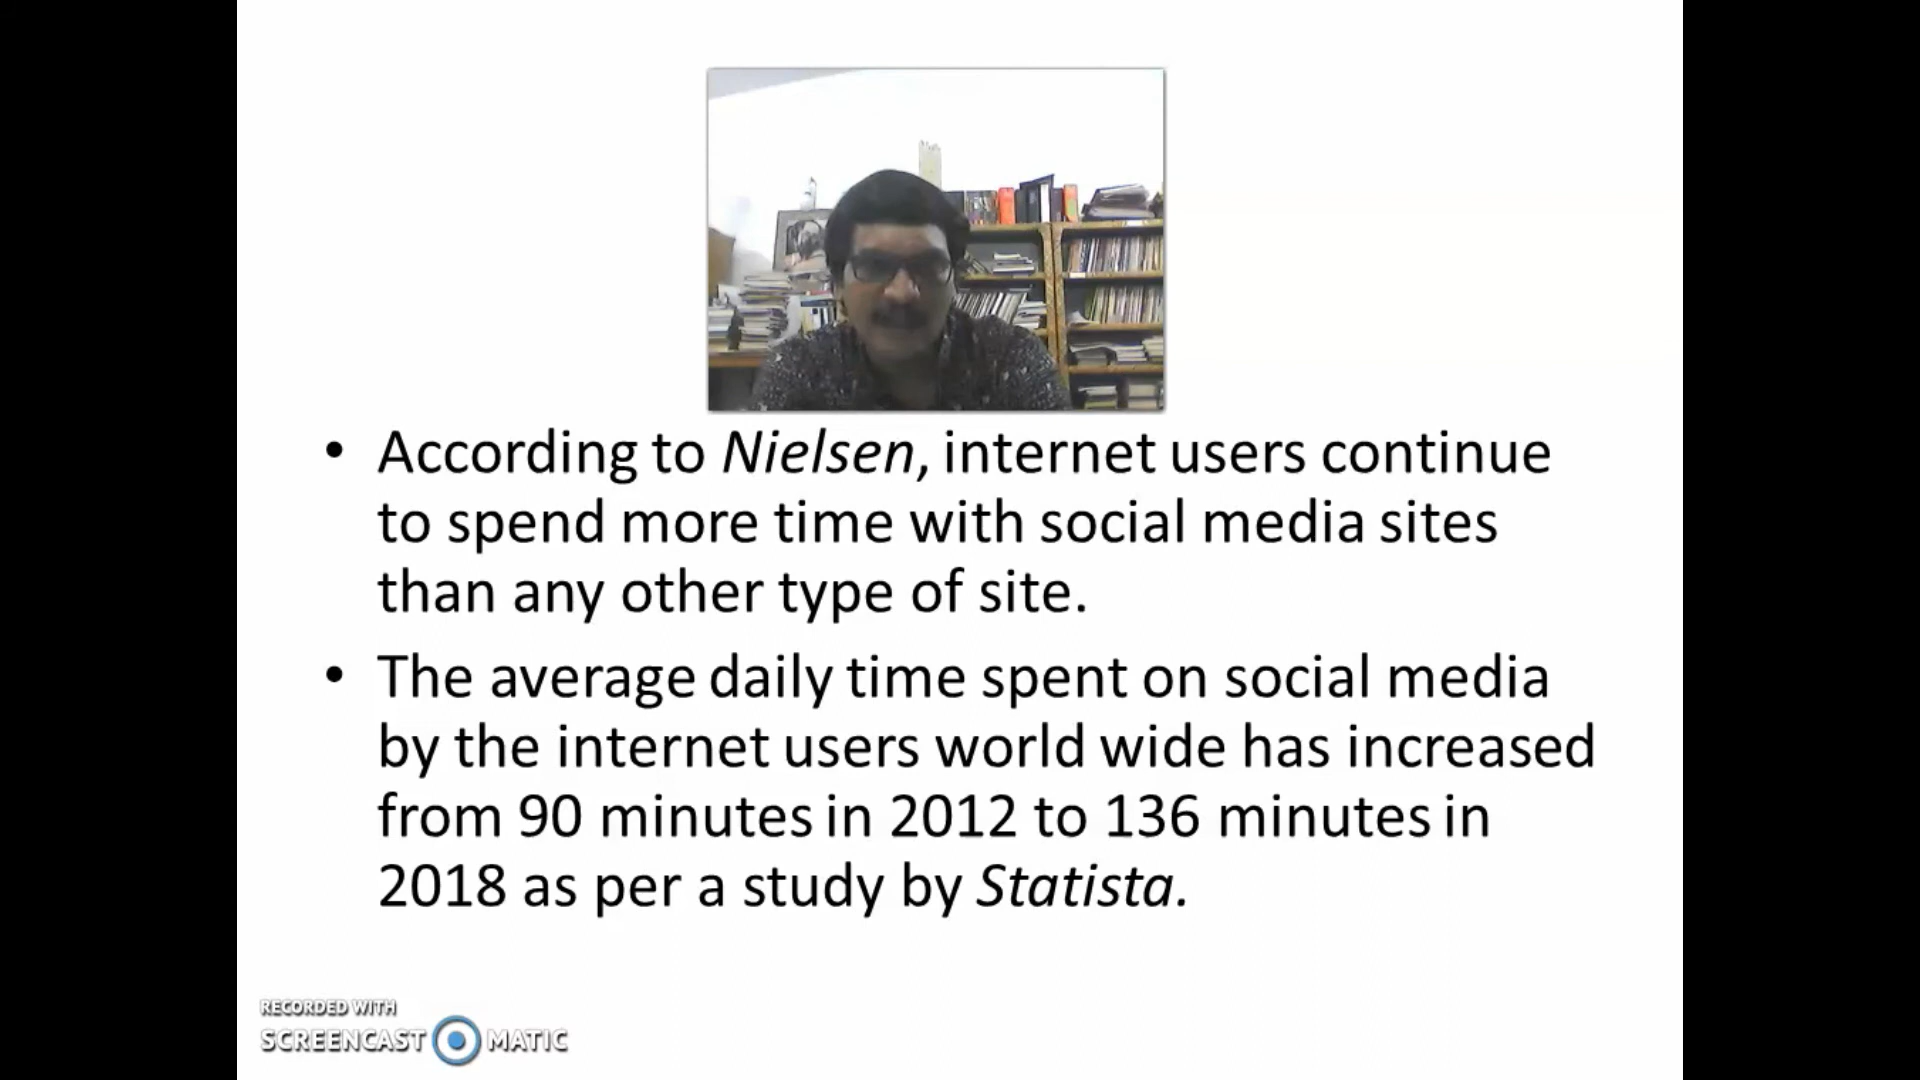 • According to Nielsen, internet users continue
to spend more time with social media sites
than any other type of site.
• The average daily time spent on social media
by the internet users world wide has increased
from 90 minutes in 2012 to 136 minutes in
2018 as per a study by Statista.
RECORDED WITH
SCREENCAST MATIC